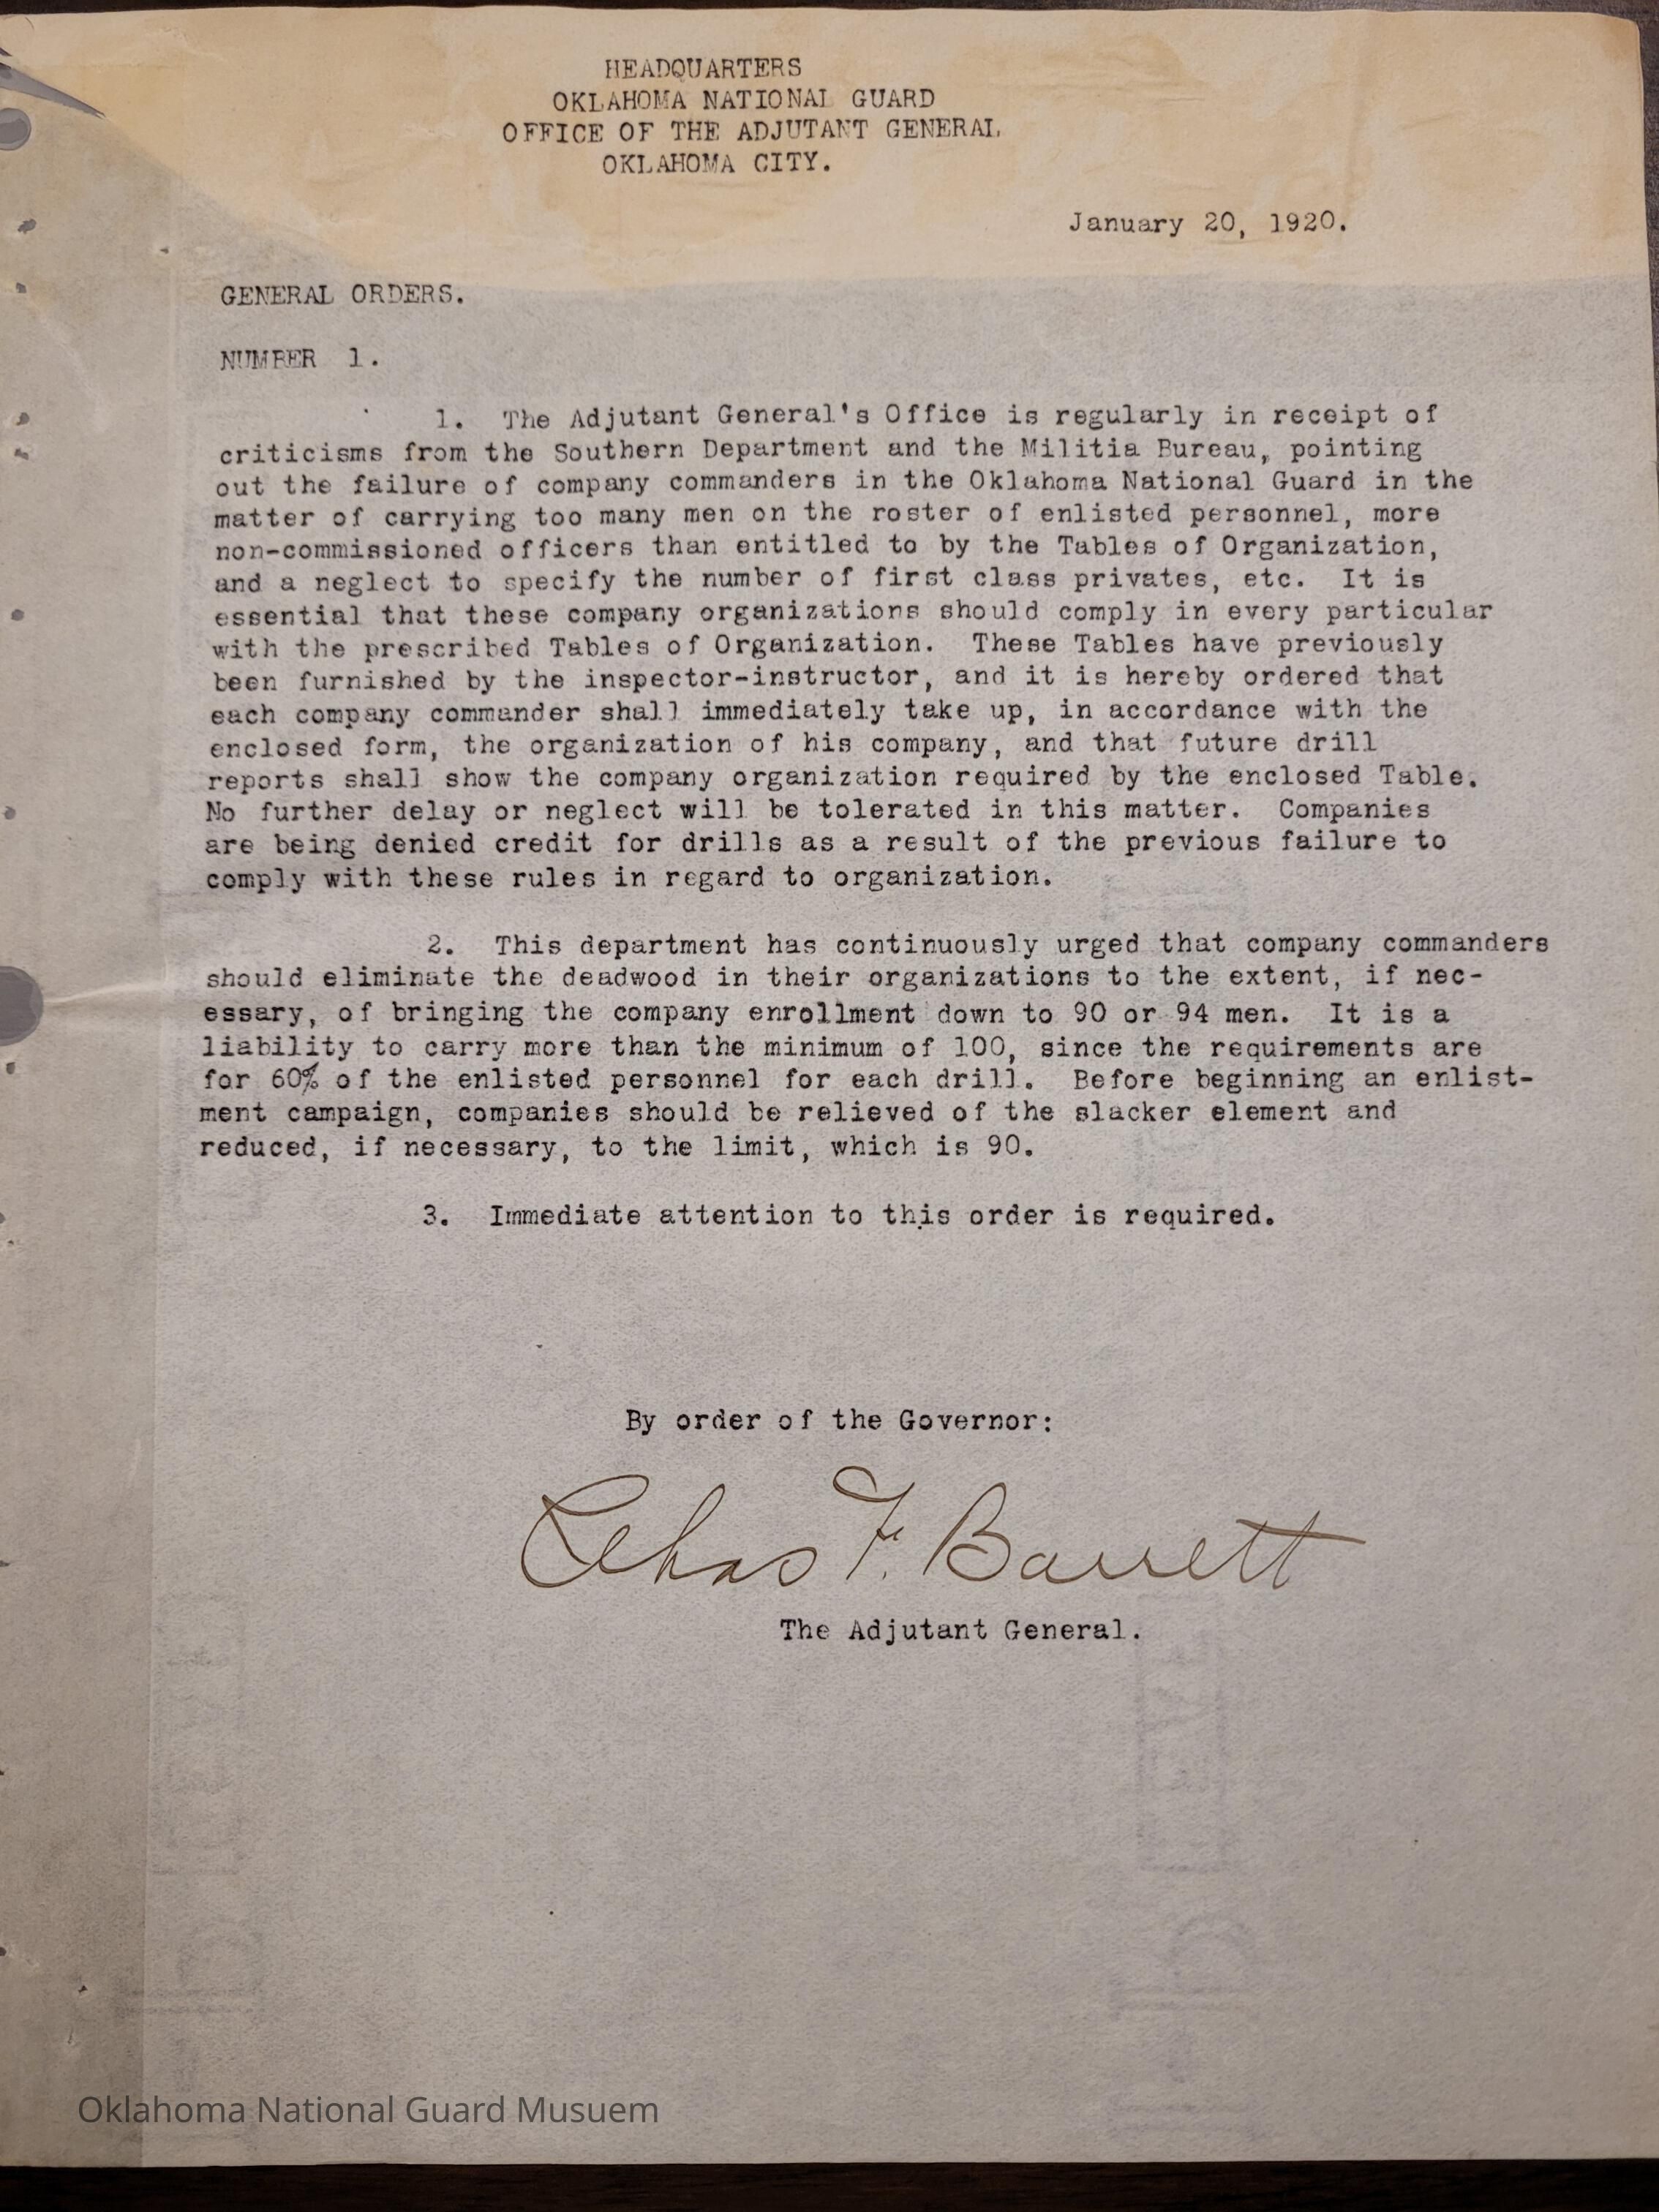 HEADQUARTERS
OKLAHOMA NATIONAL GUARD
OFFICE OF THE ADJUTANT GENERAL
OKLAHOMA CITY.
January 20, 1920.
GENERAL ORDERS.
NUMBER 1.
1. The Adjutant General's Office is regularly in receipt of
criticisms from the Southern Department and the Militia Bureau, pointing
out the failure of company commanders in the Oklahoma National Guard in the
matter of carrying too many men on the roster of enlisted personnel, more
non-commissioned officers than entitled to by the Tables of Organization,
and a neglect to specify the number of first class privates, etc. It is
essential that these company organizations should comply in every particular
with the prescribed Tables of Organization. These Tables have previously
been furnished by the inspector-instructor, and it is hereby ordered that
each company commander shall immediately take up, in accordance with the
enclosed form, the organization of his company, and that future drill
reports shall show the company organization required by the enclosed Table.
No further delay or neglect will be tolerated in this matter. Companies
are being denied credit for drills as a result of the previous failure to
comply with these rules in regard to organization.
2. This department has continuously urged that company commanders
should eliminate the deadwood in their organizations to the extent, if nec-
essary, of bringing the company enrollment down to 90 or 94 men. It is a
liability to carry more than the minimum of 100, since the requirements are
for 60% of the enlisted personnel for each drill. Before beginning an enlist-
ment campaign, companies should be relieved of the slacker element and
reduced, if necessary, to the limit, which is 90.
3. Immediate attention to this order is required.
By order of the Governor:
Chas F. Barrett
The Adjutant General.
Oklahoma National Guard Musuem